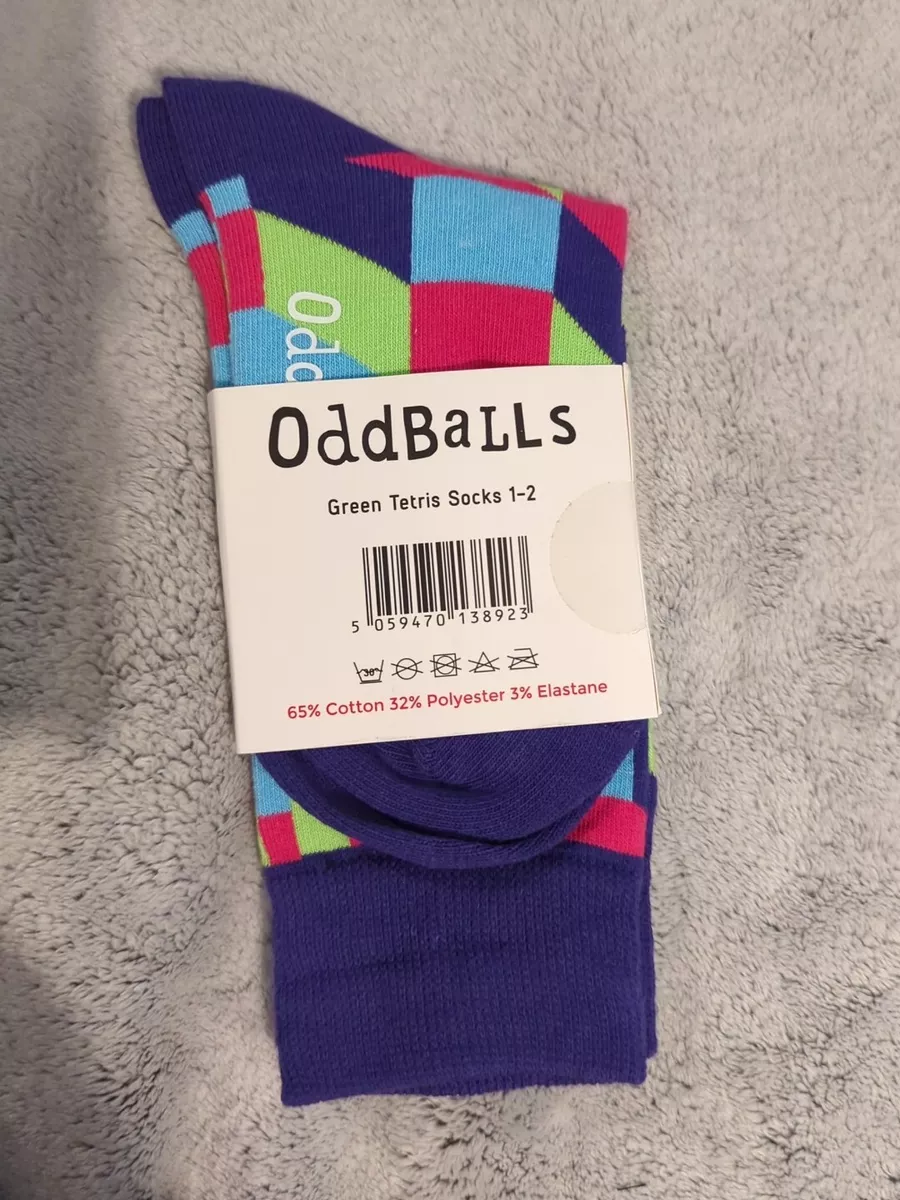 Odd
OddBaLLs
Green Tetris Socks 1-2
5 059470 138923
30°
65% Cotton 32% Polyester 3% Elastane